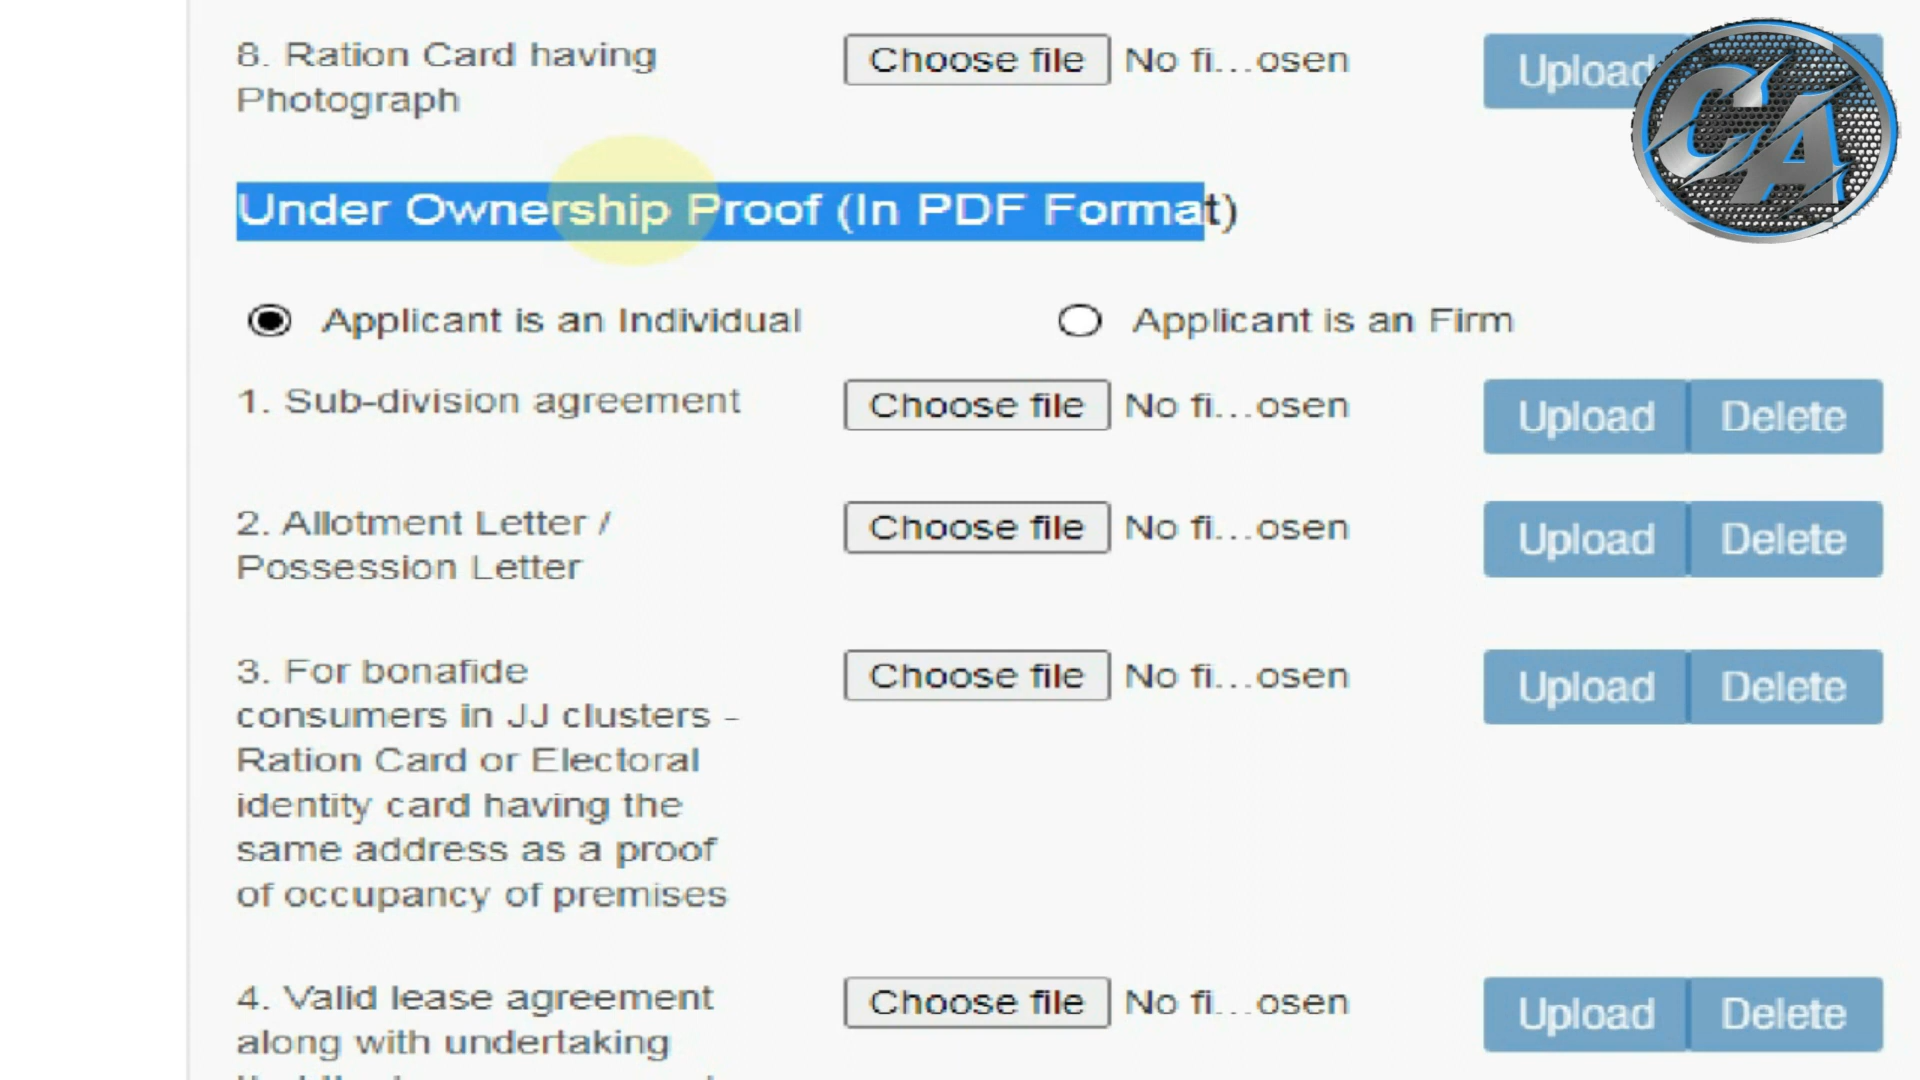 8. Ration Card having Choose file No fi...osen Upload
Photograph
CA
Under Ownership Proof (In PDF Format)
Applicant is an Individual Applicant is an Firm
1. Sub-division agreement Choose file No fi...osen Upload Delete
2. Allotment Letter / Choose file No fi...osen Upload Delete
Possession Letter
3. For bonafide Choose file No fi...osen Upload Delete
consumers in JJ clusters -
Ration Card or Electoral
identity card having the
same address as a proof
of occupancy of premises
4. Valid lease agreement Choose file No fi...osen Upload Delete
along with undertaking